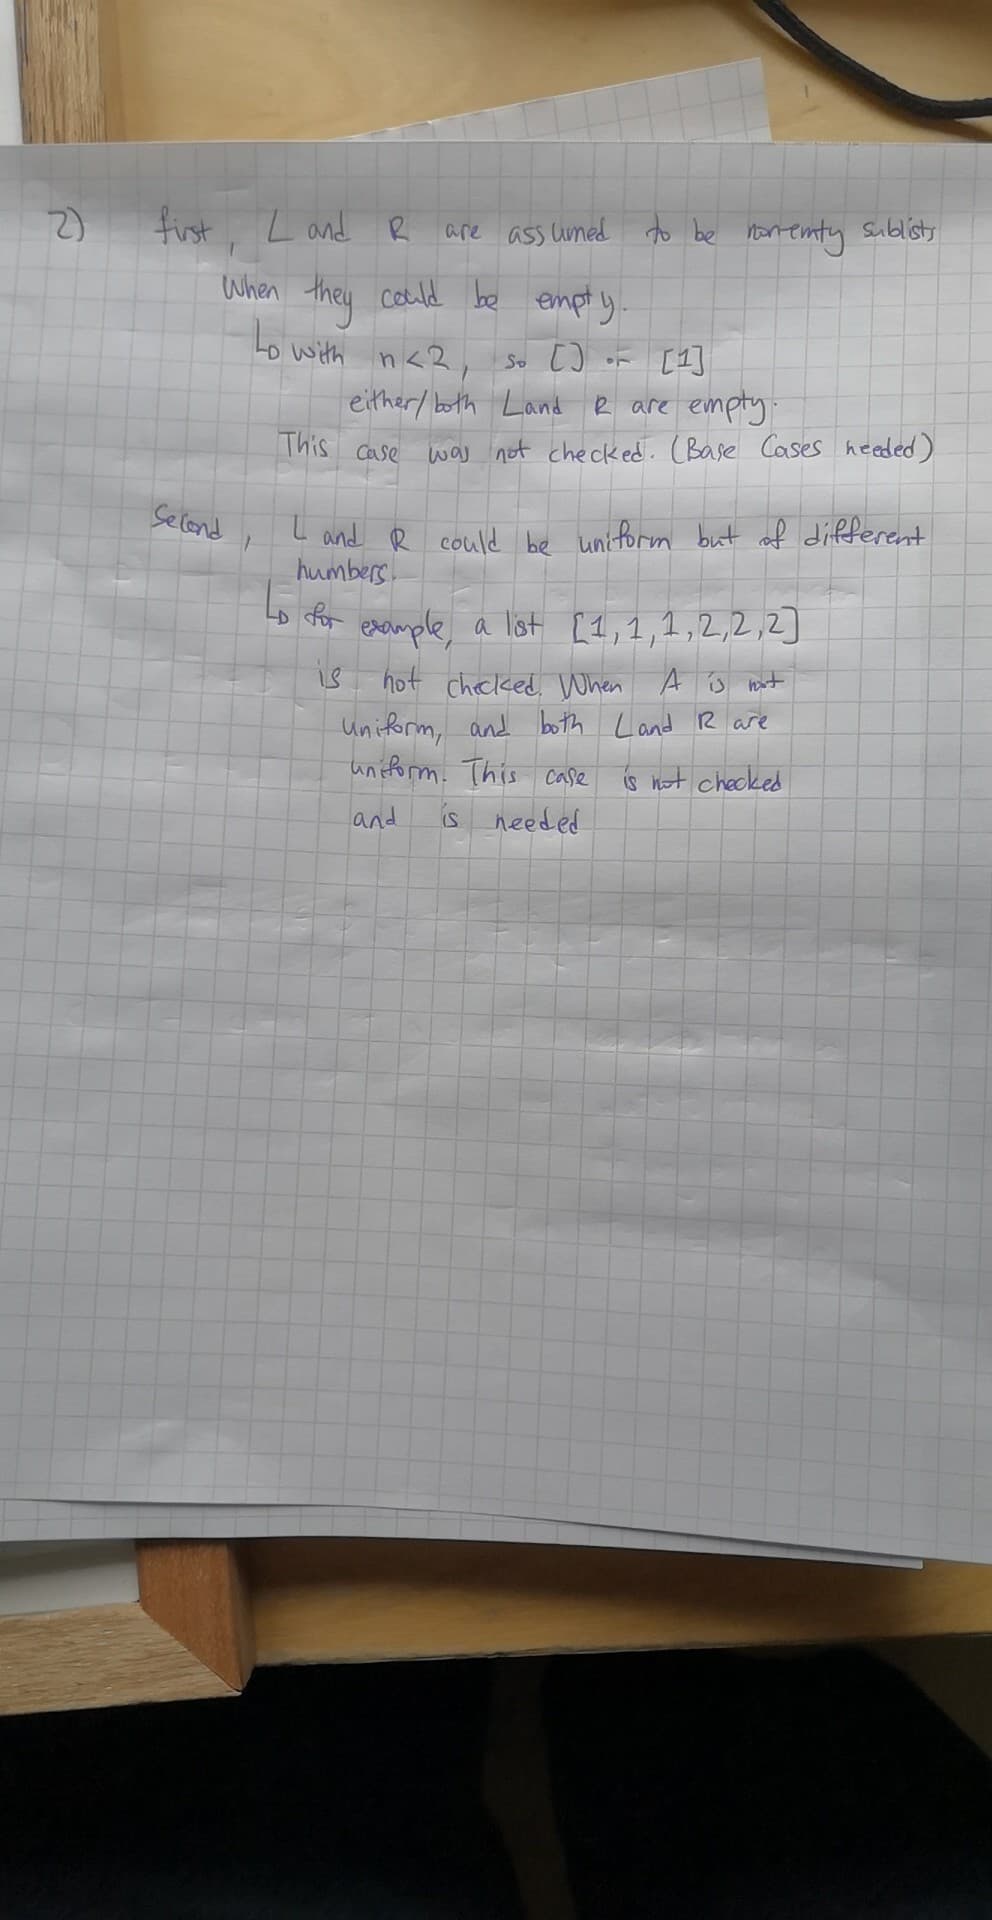 2) first, L and R are assumed to be nonemty sublists
When they could be empty.
↳ with n<2, so [] or [1]
either/both L and R are empty.
This case was not checked. (Base Cases needed)
Second, L and R could be uniform but of different
numbers.
↳ for example, a list [1,1,1,2,2,2]
is not checked. When A is not
uniform, and both L and R are
uniform. This case is not checked
and is needed